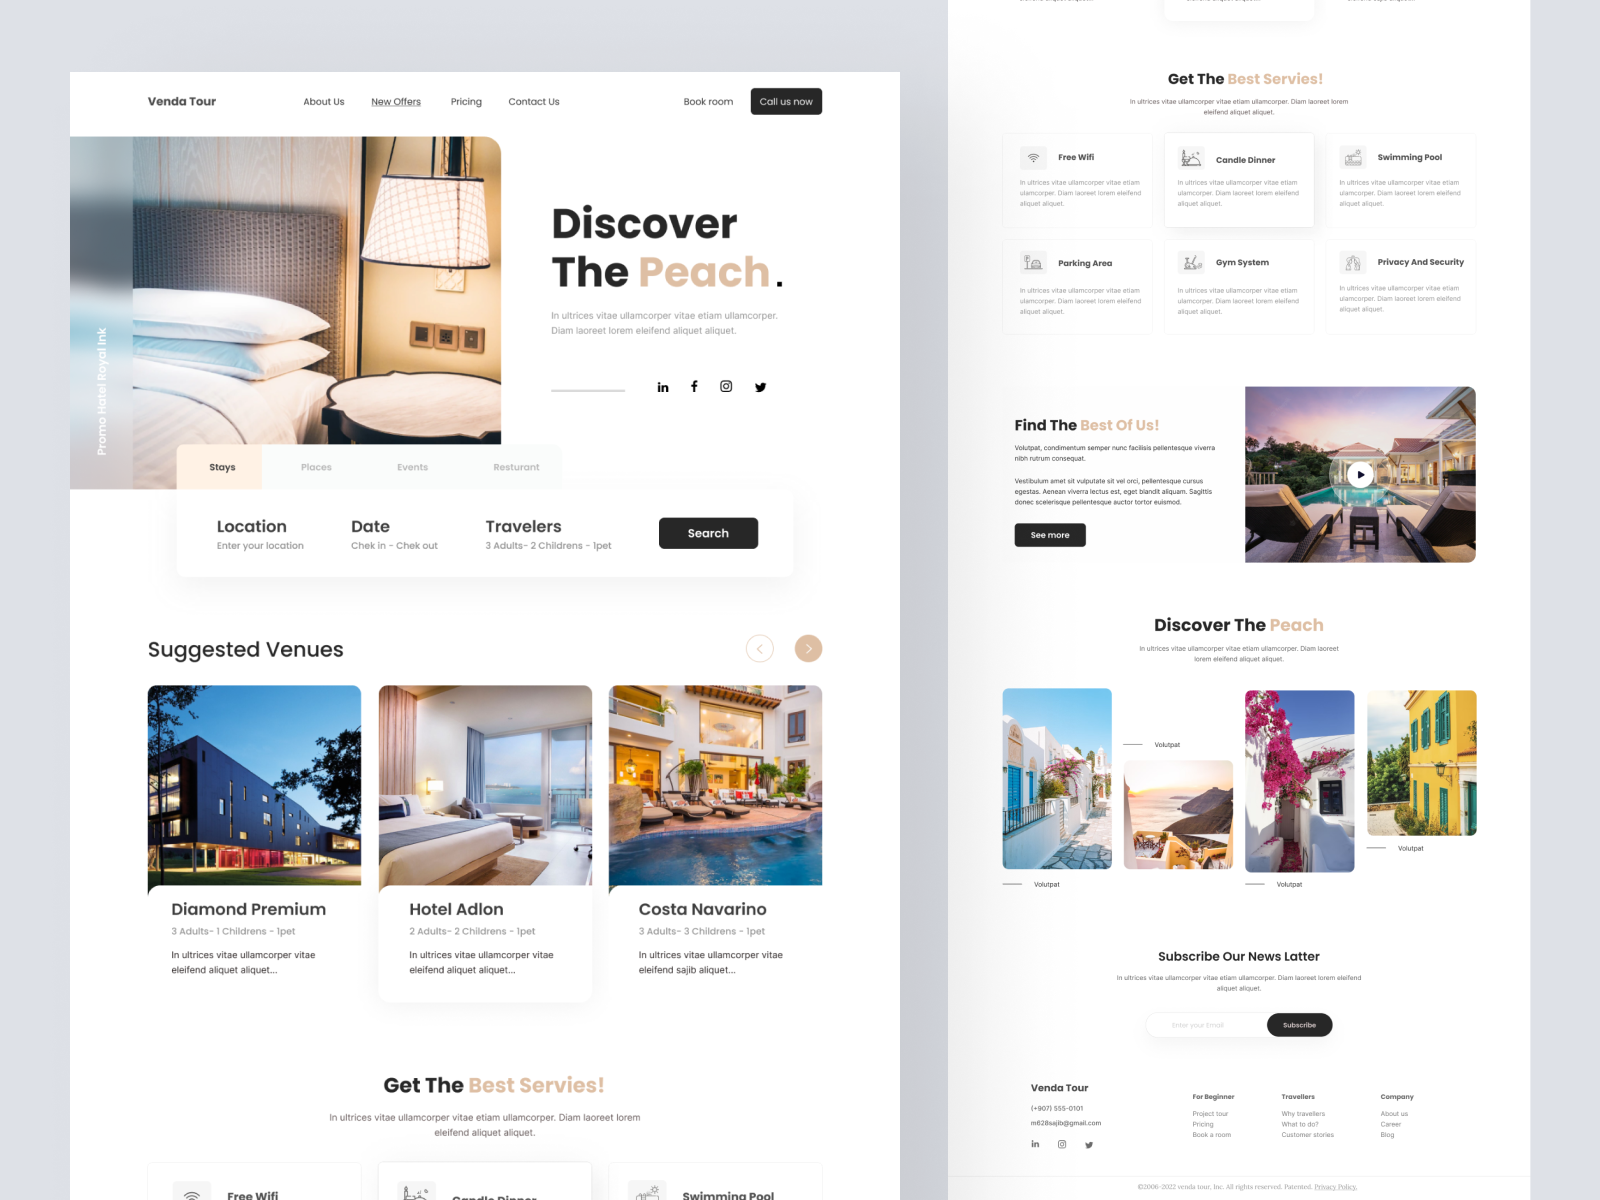 Venda Tour
About Us
New Offers
Pricing
Contact Us
Book room
Call us now
Promo Hatel Royal Ink
Discover
The Peach.
In ultrices vitae ullamcorper vitae etiam ullamcorper.
Diam laoreet lorem eleifend aliquet aliquet.
Stays
Places
Events
Resturant
Location
Enter your location
Date
Chek in - Chek out
Travelers
3 Adults- 2 Childrens - 1pet
Search
Suggested Venues
Diamond Premium
3 Adults- 1 Childrens - 1pet
In ultrices vitae ullamcorper vitae
eleifend aliquet aliquet...
Hotel Adlon
2 Adults- 2 Childrens - 1pet
In ultrices vitae ullamcorper vitae
eleifend aliquet aliquet...
Costa Navarino
3 Adults- 3 Childrens - 1pet
In ultrices vitae ullamcorper vitae
eleifend sajib aliquet...
Get The Best Servies!
In ultrices vitae ullamcorper vitae etiam ullamcorper. Diam laoreet lorem
eleifend aliquet aliquet.
Free Wifi
Candle Dinner
Swimming Pool
Get The Best Servies!
In ultrices vitae ullamcorper vitae etiam ullamcorper. Diam laoreet lorem
eleifend aliquet aliquet.
Free Wifi
In ultrices vitae ullamcorper vitae etiam
ulamcorper. Diam laoreet lorem eleifend
aliquet aliquet.
Candle Dinner
In ultrices vitae ullamcorper vitae etiam
ulamcorper. Diam laoreet lorem eleifend
aliquet aliquet.
Swimming Pool
In ultrices vitae ullamcorper vitae etiam
ulamcorper. Diam laoreet lorem eleifend
aliquet aliquet.
Parking Area
In ultrices vitae ullamcorper vitae etiam
ulamcorper. Diam laoreet lorem eleifend
aliquet aliquet.
Gym System
In ultrices vitae ullamcorper vitae etiam
ulamcorper. Diam laoreet lorem eleifend
aliquet aliquet.
Privacy And Security
In ultrices vitae ullamcorper vitae etiam
ulamcorper. Diam laoreet lorem eleifend
aliquet aliquet.
Find The Best Of Us!
Volutpat, condimentum semper nunc facilisis pellentesque viverra
nibh rutrum consequat.
Vestibulum amet sit vulputate sit vel orci, pellentesque cursus
egestas. Aenean viverra lectus est, eget blandit aliquam. Sagittis
donec scelerisque pellentesque auctor tortor euismod.
See more
Discover The Peach
In ultrices vitae ullamcorper vitae etiam ullamcorper. Diam laoreet
lorem eleifend aliquet aliquet.
Volutpat
Volutpat
Volutpat
Volutpat
Subscribe Our News Latter
In ultrices vitae ullamcorper vitae etiam ullamcorper. Diam laoreet lorem eleifend
aliquet aliquet.
Enter your Email
Subscribe
Venda Tour
(+907) 555-0101
m628sajib@gmail.com
For Beginner
Project tour
Pricing
Book a room
Travellers
Why travellers
What to do?
Customer stories
Company
About us
Career
Blog
©2006-2022 venda tour, Inc. All rights reserved. Patented. Privacy Policy.